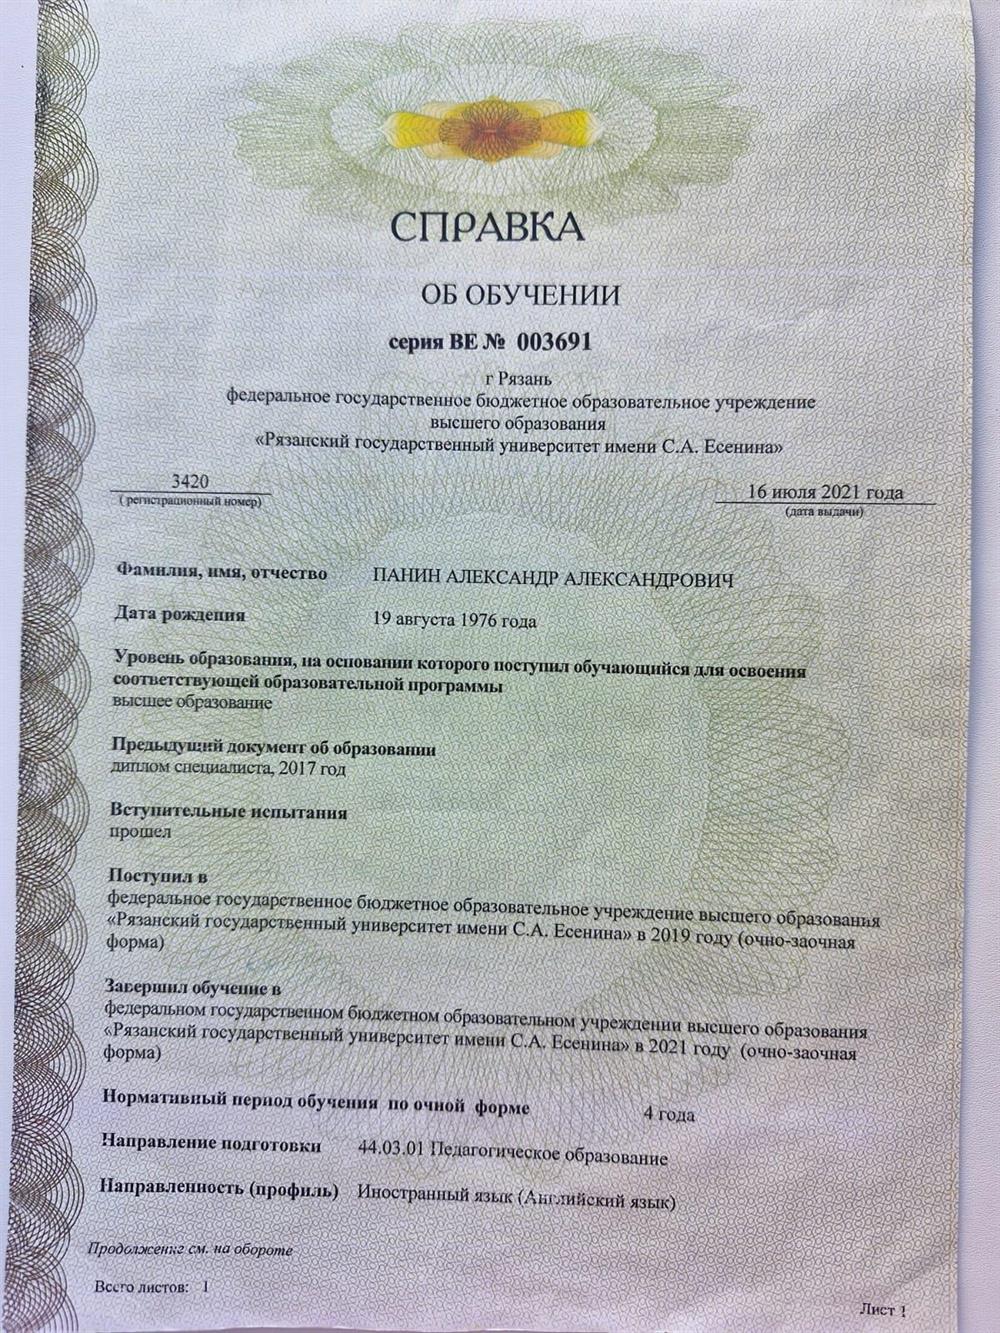 СПРАВКА
ОБ ОБУЧЕНИИ
серия ВЕ № 003691
г Рязань
федеральное государственное бюджетное образовательное учреждение
высшего образования
«Рязанский государственный университет имени С.А. Есенина»
3420
( регистрационный номер)
16 июля 2021 года
(дата выдачи)
Фамилия, имя, отчество ПАНИН АЛЕКСАНДР АЛЕКСАНДРОВИЧ
Дата рождения 19 августа 1976 года
Уровень образования, на основании которого поступил обучающийся для освоения
соответствующей образовательной программы
высшее образование
Предыдущий документ об образовании
диплом специалиста, 2017 год
Вступительные испытания
прошел
Поступил в
федеральное государственное бюджетное образовательное учреждение высшего образования
«Рязанский государственный университет имени С.А. Есенина» в 2019 году (очно-заочная
форма)
Завершил обучение в
федеральном государственном бюджетном образовательном учреждении высшего образования
«Рязанский государственный университет имени С.А. Есенина» в 2021 году (очно-заочная
форма)
Нормативный период обучения по очной форме 4 года
Направление подготовки 44.03.01 Педагогическое образование
Направленность (профиль) Иностранный язык (Английский язык)
Продолжение см. на обороте
Всего листов: 1
Лист 1